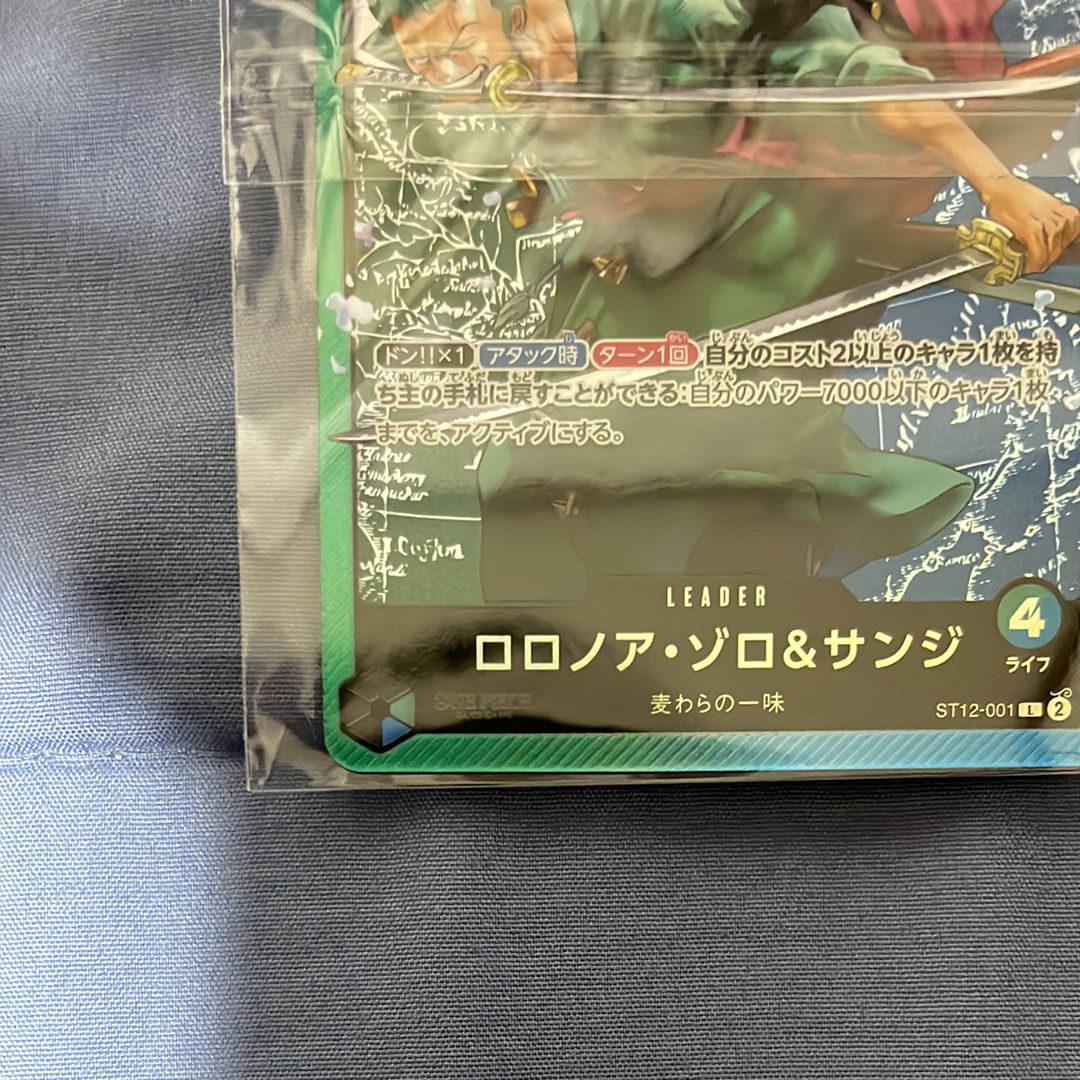 ドン!!×1 アタック時 ターン1回 自分のコスト2以上のキャラ1枚を持
ち主の手札に戻すことができる:自分のパワー7000以下のキャラ1枚
までを、アクティブにする。
LEADER
ロロノア・ゾロ&サンジ
4
ライフ
麦わらの一味
ST12-001 L 2